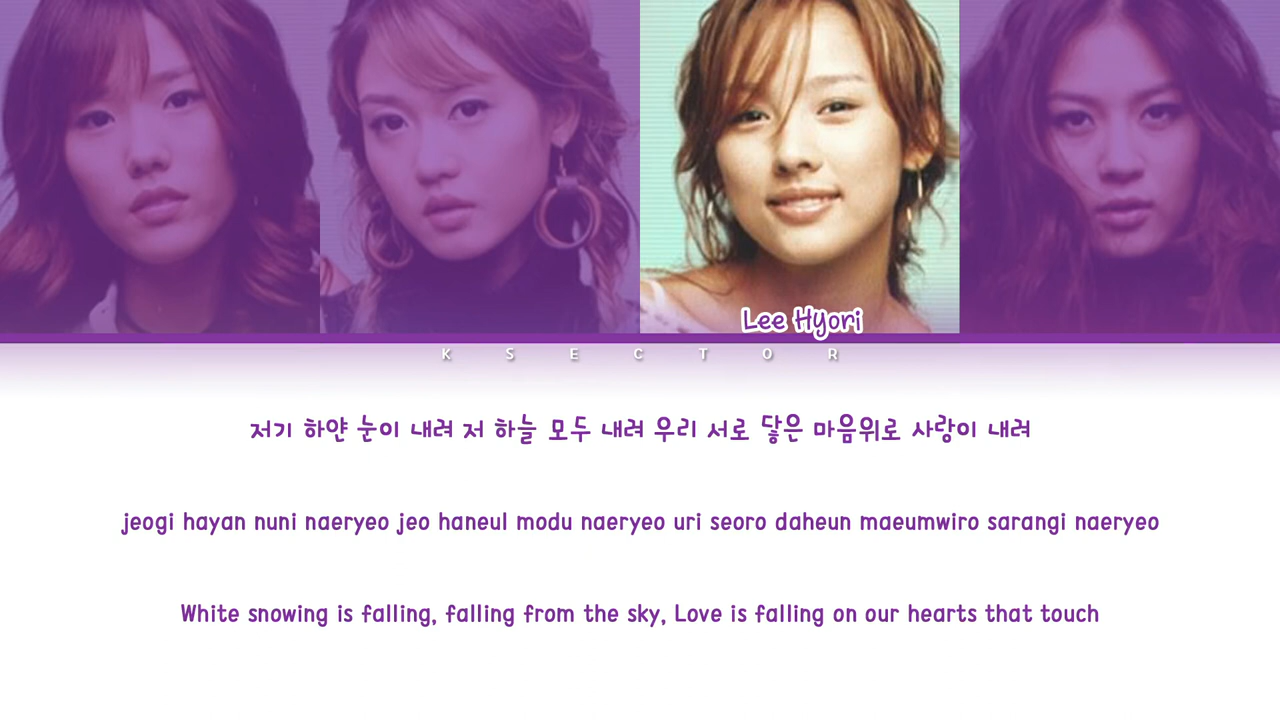 Lee Hyori
K S E C T O R
저기 하얀 눈이 내려 저 하늘 모두 내려 우리 서로 닿은 마음위로 사랑이 내려
jeogi hayan nuni naeryeo jeo haneul modu naeryeo uri seoro daheun maeumwiro sarangi naeryeo
White snowing is falling, falling from the sky, Love is falling on our hearts that touch